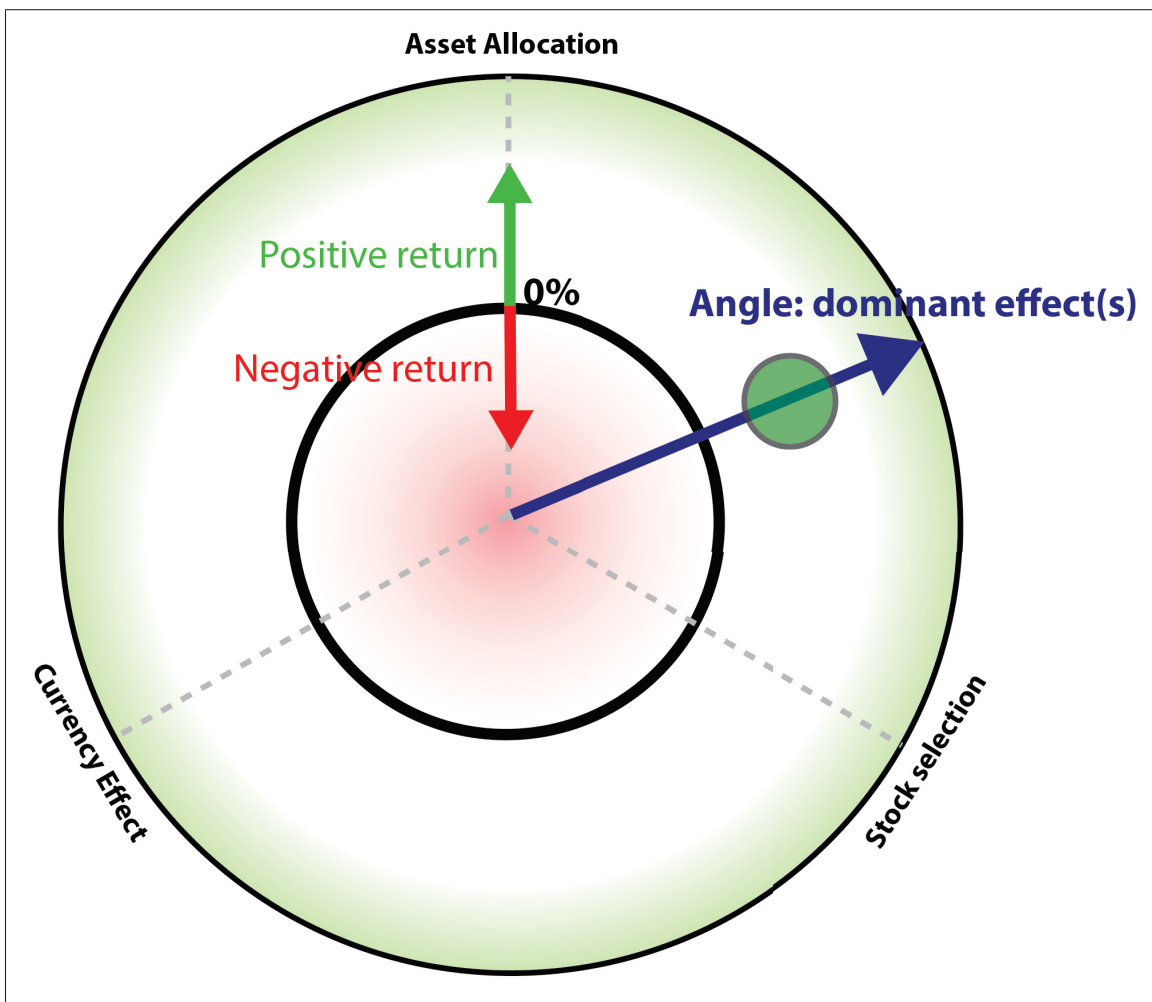 Asset Allocation
Positive return
0%
Angle: dominant effect(s)
Negative return
Currency Effect
Stock selection